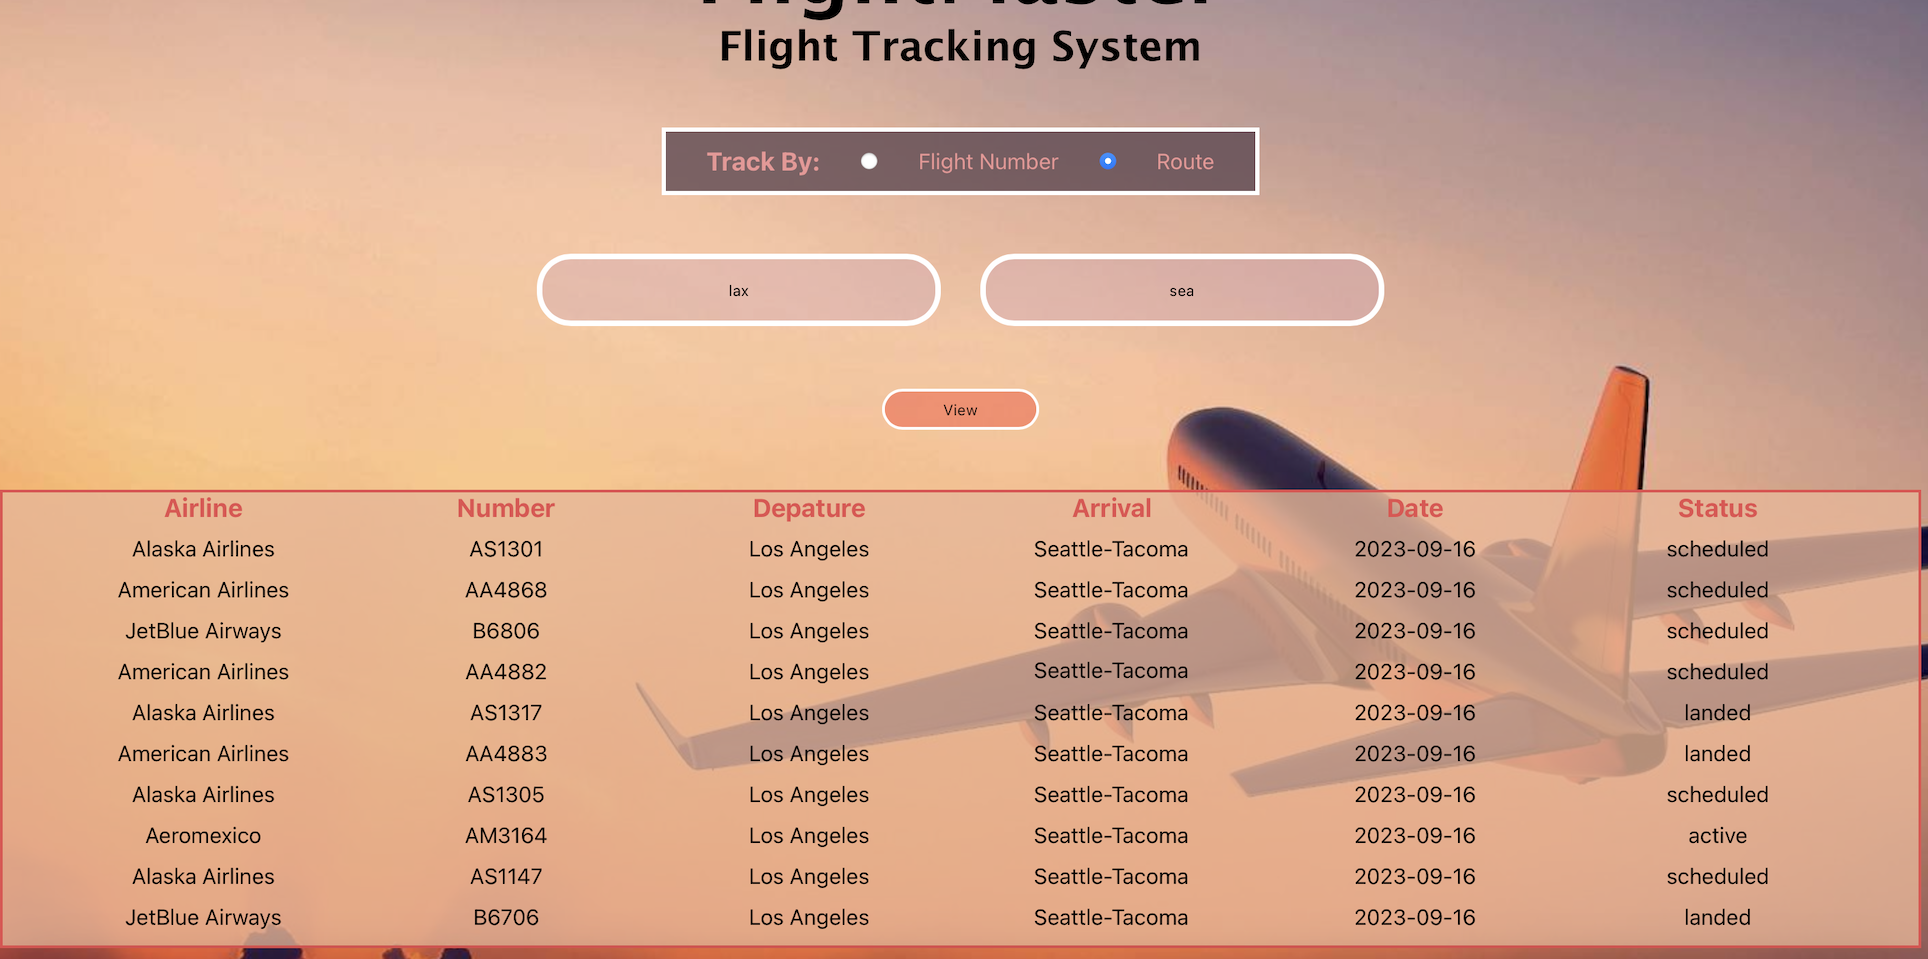 Flight Tracking System
Track By: Flight Number Route
lax sea
View
Airline Number Depature Arrival Date Status
Alaska Airlines AS1301 Los Angeles Seattle-Tacoma 2023-09-16 scheduled
American Airlines AA4868 Los Angeles Seattle-Tacoma 2023-09-16 scheduled
JetBlue Airways B6806 Los Angeles Seattle-Tacoma 2023-09-16 scheduled
American Airlines AA4882 Los Angeles Seattle-Tacoma 2023-09-16 scheduled
Alaska Airlines AS1317 Los Angeles Seattle-Tacoma 2023-09-16 landed
American Airlines AA4883 Los Angeles Seattle-Tacoma 2023-09-16 landed
Alaska Airlines AS1305 Los Angeles Seattle-Tacoma 2023-09-16 scheduled
Aeromexico AM3164 Los Angeles Seattle-Tacoma 2023-09-16 active
Alaska Airlines AS1147 Los Angeles Seattle-Tacoma 2023-09-16 scheduled
JetBlue Airways B6706 Los Angeles Seattle-Tacoma 2023-09-16 landed